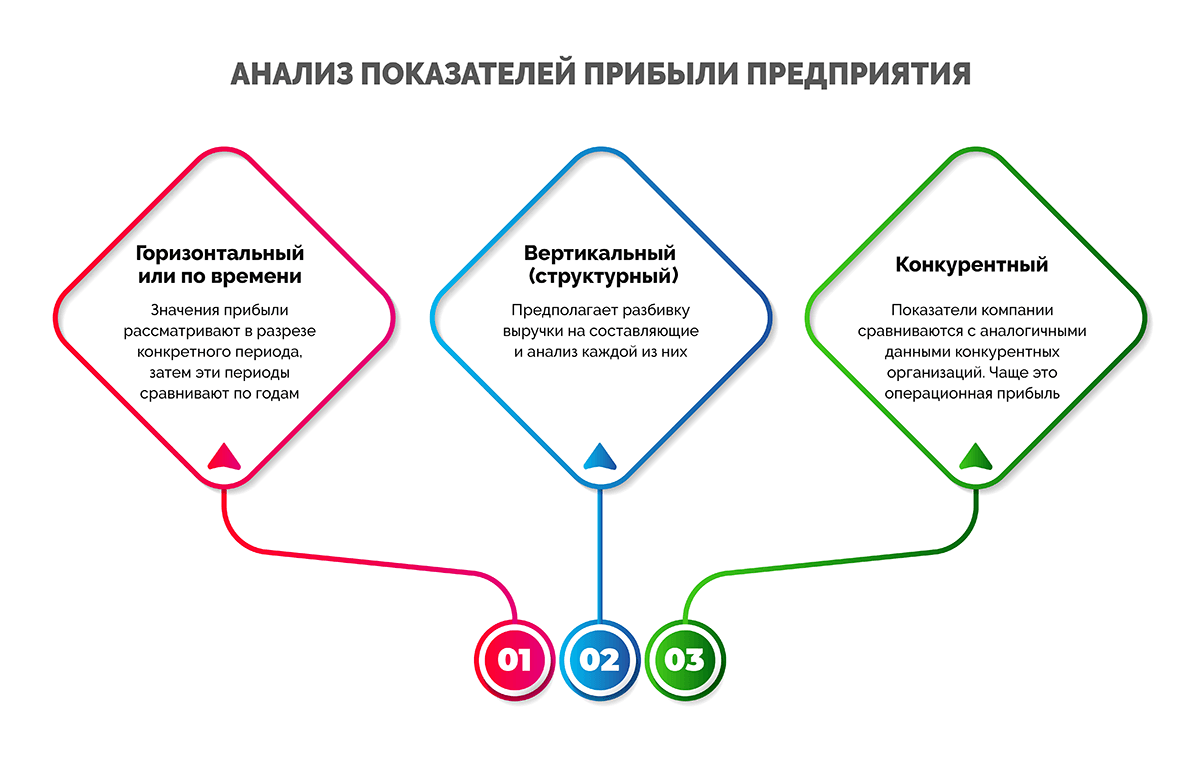 АНАЛИЗ ПОКАЗАТЕЛЕЙ ПРИБЫЛИ ПРЕДПРИЯТИЯ
Горизонтальный
или по времени
Значения прибыли
рассматривают в разрезе
конкретного периода,
затем эти периоды
сравнивают по годам
Вертикальный
(структурный)
Предполагает разбивку
выручки на составляющие
и анализ каждой из них
Конкурентный
Показатели компании
сравниваются с аналогичными
данными конкурентных
организаций. Чаще это
операционная прибыль
01
02
03